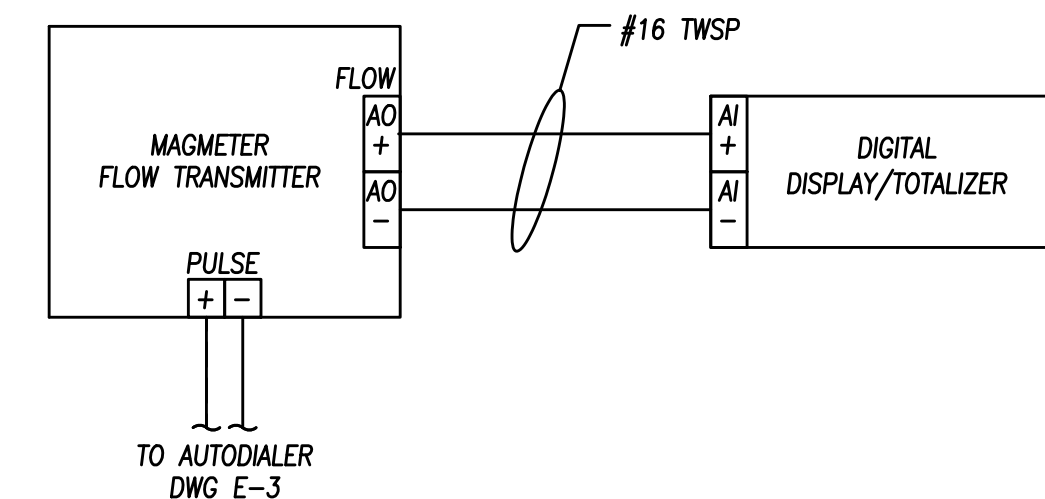 #16 TWSP
FLOW
AO
+
AO
-
MAGMETER
FLOW TRANSMITTER
PULSE
+ -
TO AUTODIALER
DWG E-3
AI
+
AI
-
DIGITAL
DISPLAY/TOTALIZER